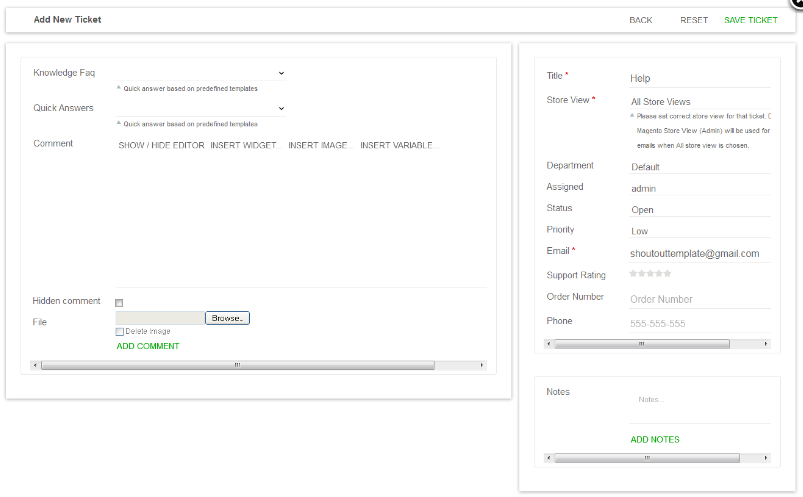 Add New Ticket
BACK
RESET
SAVE TICKET
Knowledge Faq
Quick answer based on predefined templates
Quick Answers
Quick answer based on predefined templates
Comment
SHOW / HIDE EDITOR INSERT WIDGET... INSERT IMAGE... INSERT VARIABLE...
Hidden comment
File
Browse..
Delete Image
ADD COMMENT
Title *
Help
Store View *
All Store Views
Please set correct store view for that ticket.
Magento Store View (Admin) will be used for
emails when All store view is chosen.
Department
Default
Assigned
admin
Status
Open
Priority
Low
Email *
shoutouttemplate@gmail.com
Support Rating
Order Number
Order Number
Phone
555-555-555
Notes
Notes...
ADD NOTES